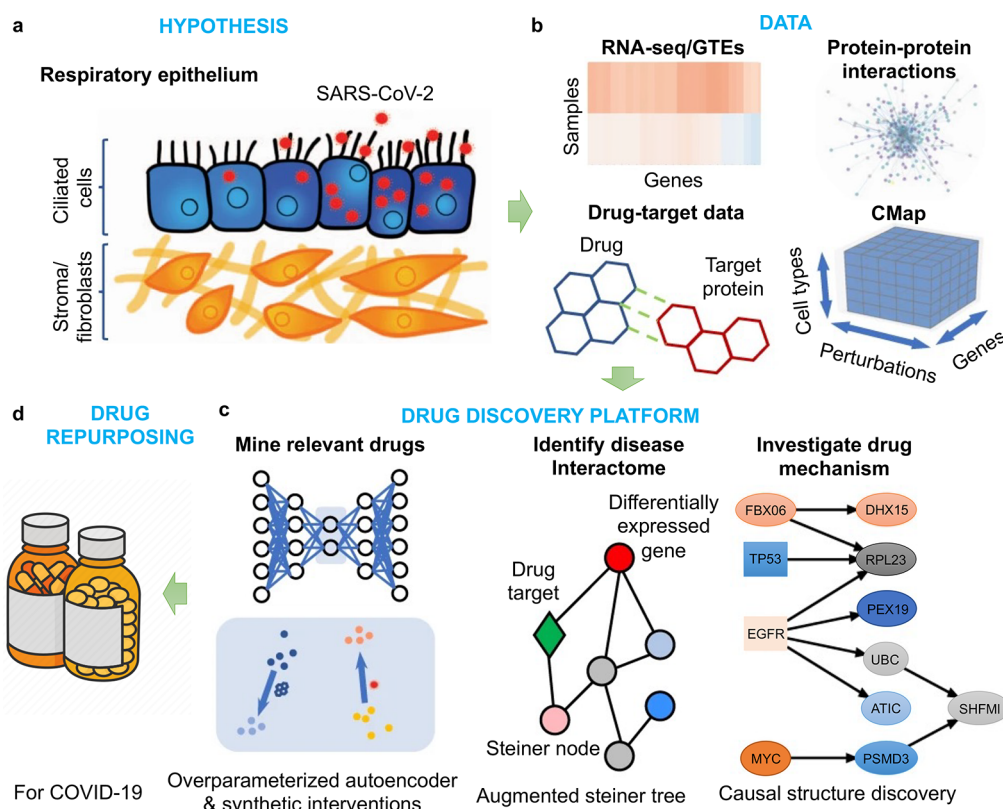 a
HYPOTHESIS
Respiratory epithelium
SARS-CoV-2
Ciliated
cells
Stroma/
fibroblasts
b
DATA
RNA-seq/GTEs
Samples
Genes
Protein-protein
interactions
Drug-target data
Drug
Target
protein
CMap
Cell types
Perturbations
Genes
c
DRUG DISCOVERY PLATFORM
Mine relevant drugs
Overparameterized autoencoder
& synthetic interventions
Identify disease
Interactome
Differentially
expressed
gene
Drug
target
Steiner node
Augmented steiner tree
Investigate drug
mechanism
FBX06
DHX15
TP53
RPL23
PEX19
EGFR
UBC
ATIC
SHFMI
MYC
PSMD3
Causal structure discovery
d
DRUG
REPURPOSING
For COVID-19